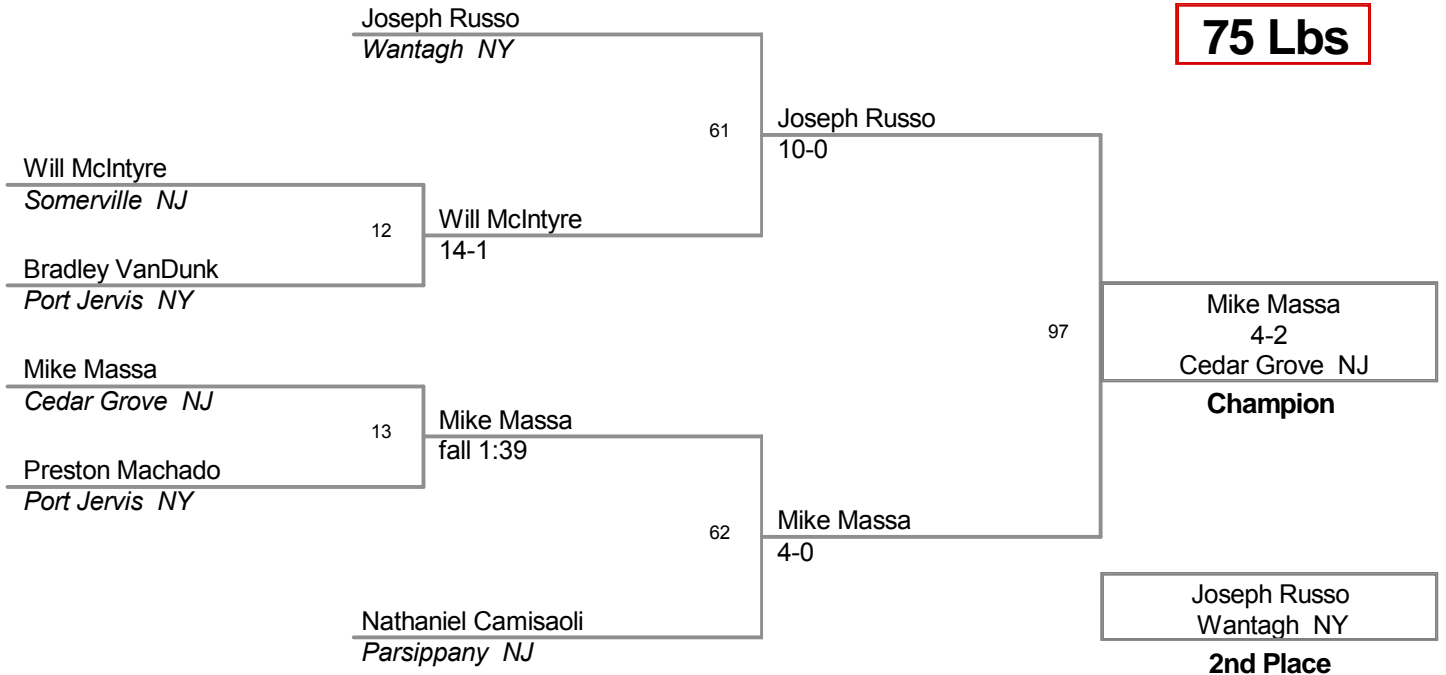 Joseph Russo
Wantagh NY
75 Lbs
61
Joseph Russo
10-0
Will McIntyre
Somerville NJ
12
Will McIntyre
14-1
Bradley VanDunk
Port Jervis NY
Mike Massa
4-2
Cedar Grove NJ
Champion
97
Mike Massa
Cedar Grove NJ
13
Mike Massa
fall 1:39
Preston Machado
Port Jervis NY
62
Mike Massa
4-0
Nathaniel Camisaoli
Parsippany NJ
Joseph Russo
Wantagh NY
2nd Place